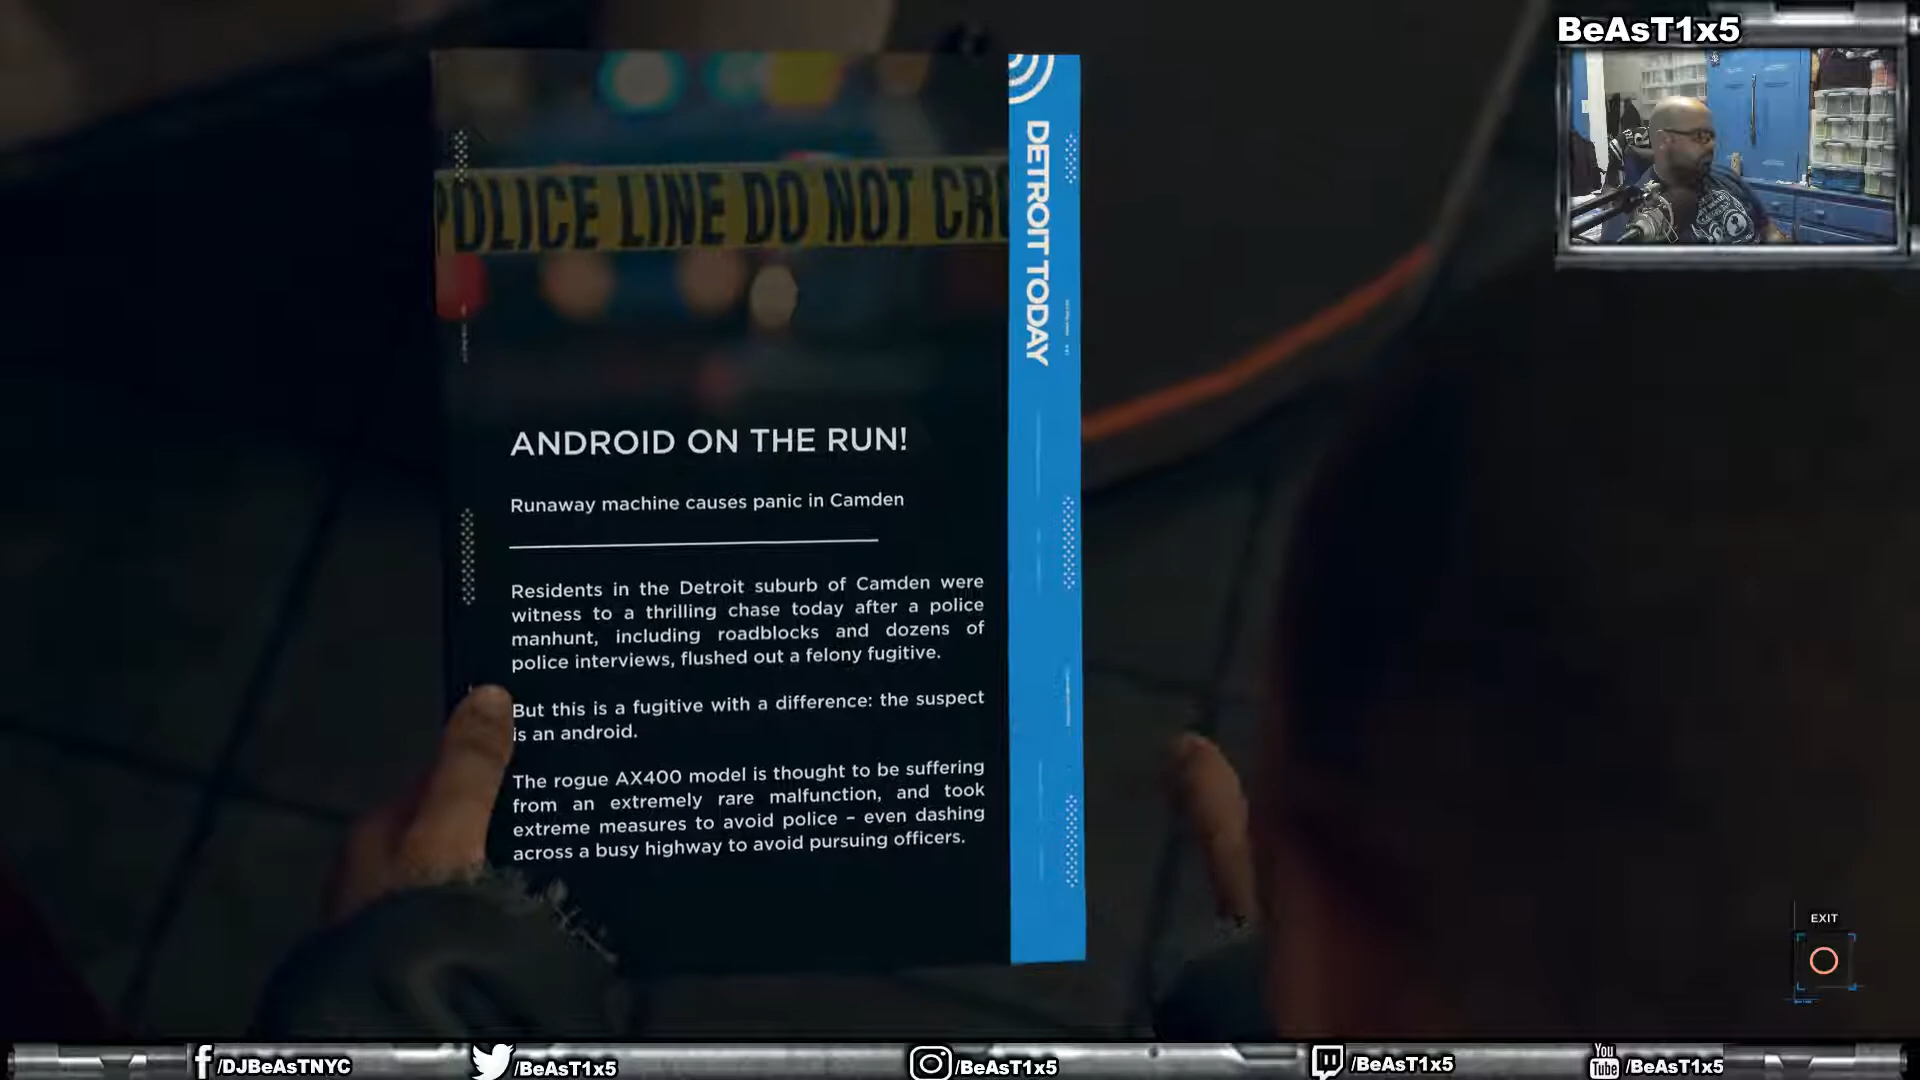 BeAsT1x5
POLICE LINE DO NOT CRO
DETROIT TODAY
ANDROID ON THE RUN!
Runaway machine causes panic in Camden
Residents in the Detroit suburb of Camden were
witness to a thrilling chase today after a police
manhunt, including roadblocks and dozens of
police interviews, flushed out a felony fugitive.
But this is a fugitive with a difference: the suspect
is an android.
The rogue AX400 model is thought to be suffering
from an extremely rare malfunction, and took
extreme measures to avoid police – even dashing
across a busy highway to avoid pursuing officers.
EXIT
/DJBeAsTNYC
/BeAsT1x5
/BeAsT1x5
/BeAsT1x5
You
Tube
/BeAsT1x5